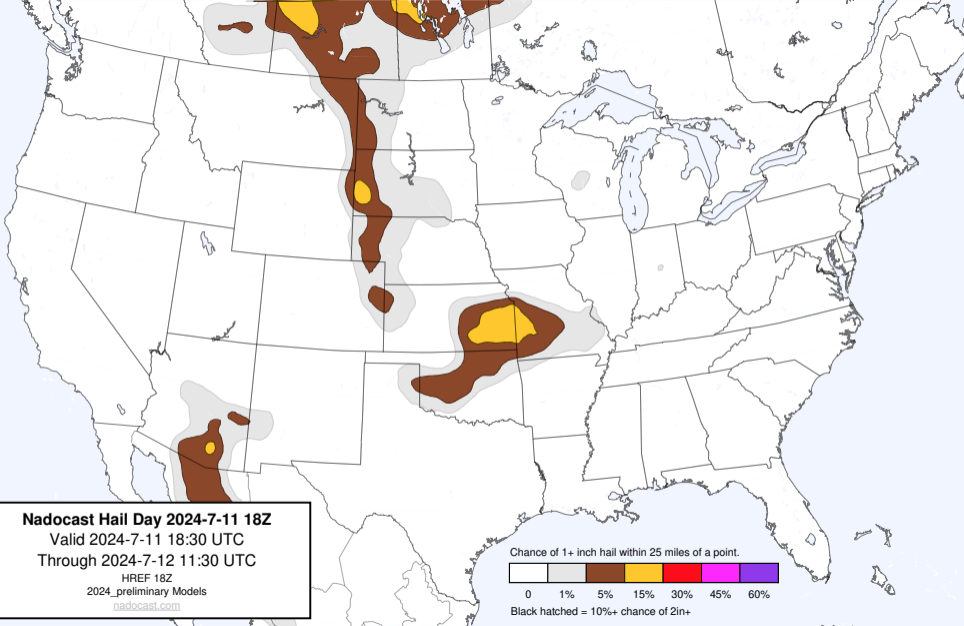 Nadocast Hail Day 2024-7-11 18Z
Valid 2024-7-11 18:30 UTC
Through 2024-7-12 11:30 UTC
HREF 18Z
2024_preliminary Models
nadocast.com
Chance of 1+ inch hail within 25 miles of a point.
0 1% 5% 15% 30% 45% 60%
Black hatched = 10%+ chance of 2in+